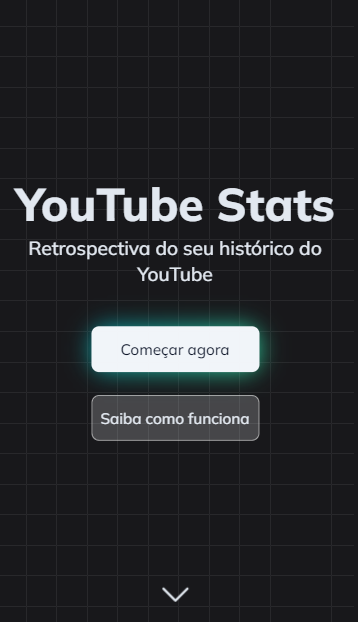 YouTube Stats
Retrospectiva do seu histórico do
YouTube
Começar agora
Saiba como funciona